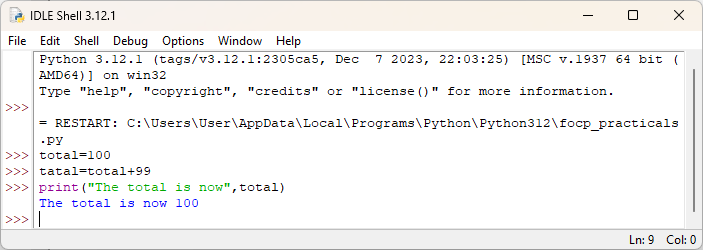 IDLE Shell 3.12.1
File Edit Shell Debug Options Window Help
Python 3.12.1 (tags/v3.12.1:2305ca5, Dec  7 2023, 22:03:25) [MSC v.1937 64 bit (
AMD64)] on win32
Type "help", "copyright", "credits" or "license()" for more information.
>>>
= RESTART: C:\Users\User\AppData\Local\Programs\Python\Python312\focp_practicals
.py
>>> total=100
>>> tatal=total+99
>>> print("The total is now",total)
The total is now 100
>>>
Ln: 9 Col: 0